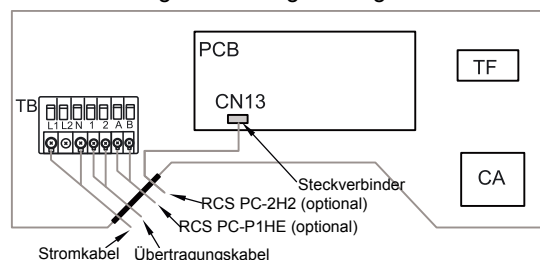 PCB
TF
CN13
TB
L1 L2 N 1 2 A B
Steckverbinder
CA
RCS PC-2H2 (optional)
RCS PC-P1HE (optional)
Stromkabel
Übertragungskabel